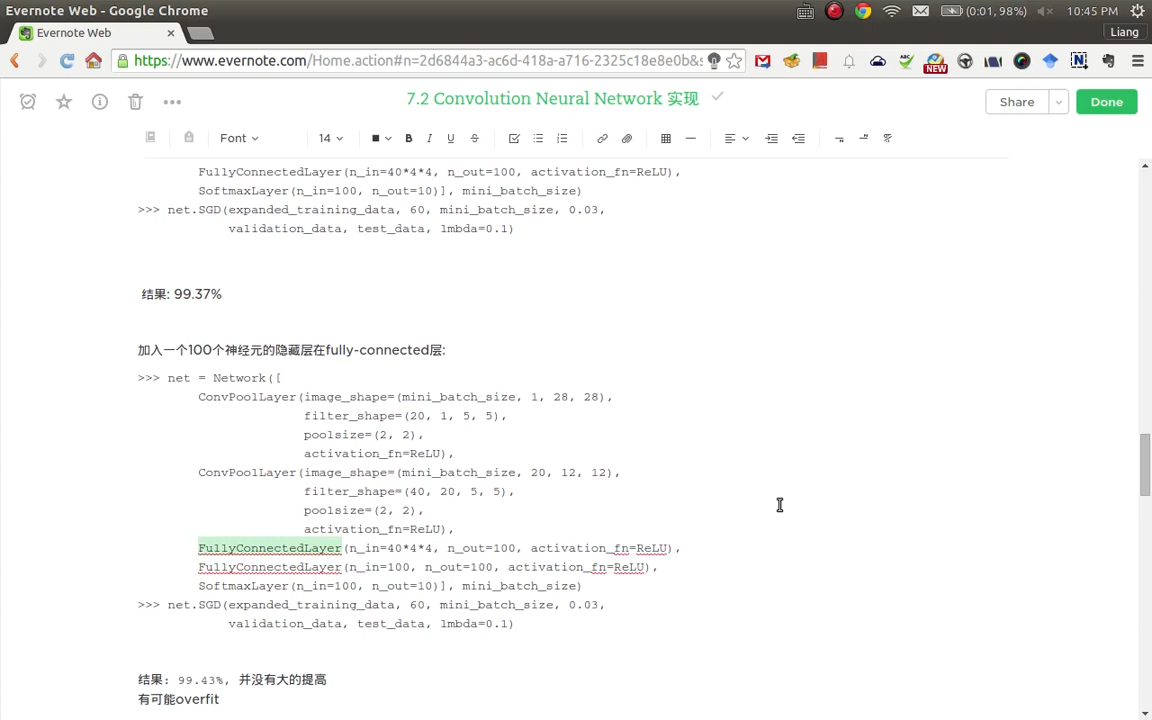 Evernote Web - Google Chrome
(0:01, 98%)
10:45 PM
Evernote Web
Liang
https://www.evernote.com/Home.action#n=2d6844a3-ac6d-418a-a716-2325c18e8e0b&s
NEW
7.2 Convolution Neural Network 实现
Share
Done
Font
14
B
I
U
FullyConnectedLayer(n_in=40*4*4, n_out=100, activation_fn=ReLU),
SoftmaxLayer(n_in=100, n_out=10)], mini_batch_size)
>>> net.SGD(expanded_training_data, 60, mini_batch_size, 0.03,
validation_data, test_data, lmbda=0.1)
结果: 99.37%
加入一个100个神经元的隐藏层在fully-connected层:
>>> net = Network([
ConvPoolLayer(image_shape=(mini_batch_size, 1, 28, 28),
filter_shape=(20, 1, 5, 5),
poolsize=(2, 2),
activation_fn=ReLU),
ConvPoolLayer(image_shape=(mini_batch_size, 20, 12, 12),
filter_shape=(40, 20, 5, 5),
poolsize=(2, 2),
activation_fn=ReLU),
FullyConnectedLayer(n_in=40*4*4, n_out=100, activation_fn=ReLU),
FullyConnectedLayer(n_in=100, n_out=100, activation_fn=ReLU),
SoftmaxLayer(n_in=100, n_out=10)], mini_batch_size)
>>> net.SGD(expanded_training_data, 60, mini_batch_size, 0.03,
validation_data, test_data, lmbda=0.1)
结果: 99.43%, 并没有大的提高
有可能overfit